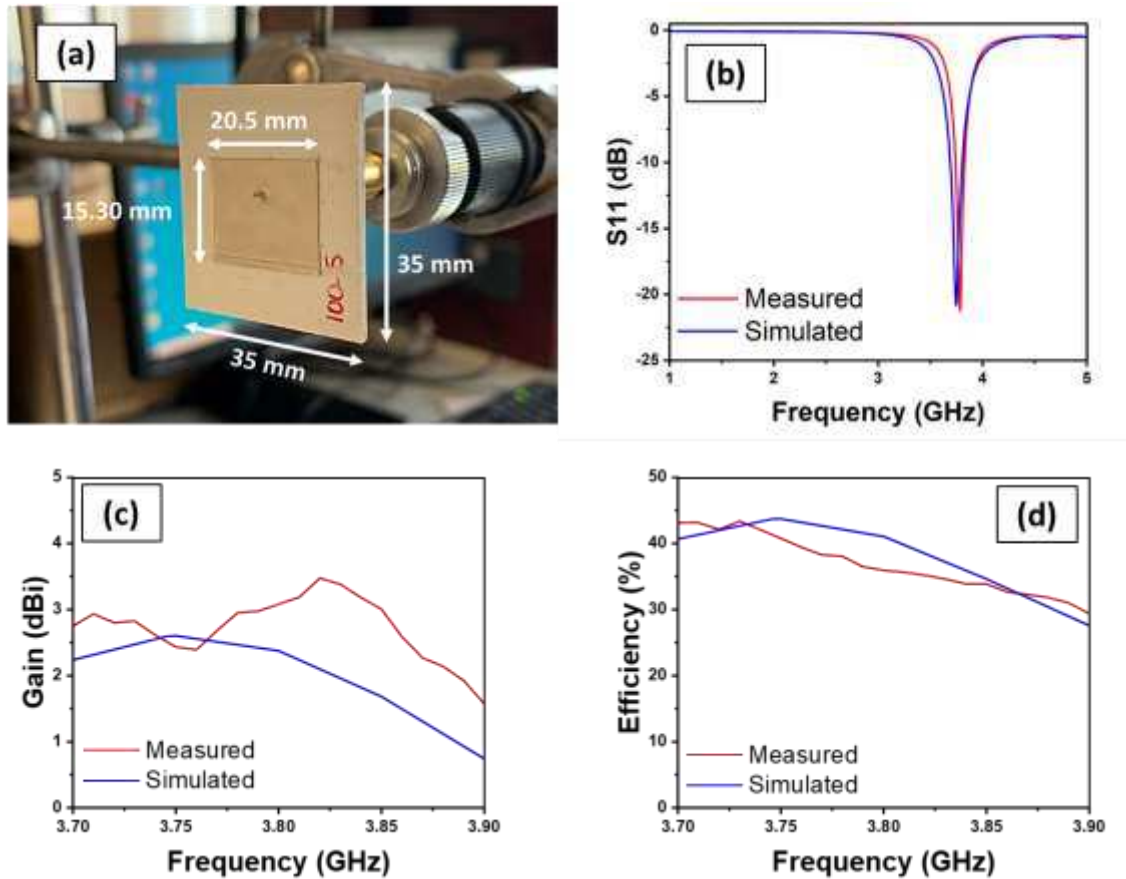 (a)
20.5 mm
15.30 mm
35 mm
35 mm
100-5
(b)
0
-5
-10
-15
-20
-25
S11 (dB)
Measured
Simulated
1 2 3 4 5
Frequency (GHz)
(c)
5
4
3
2
1
0
Gain (dBi)
Measured
Simulated
3.70 3.75 3.80 3.85 3.90
Frequency (GHz)
(d)
50
40
30
20
10
0
Efficiency (%)
Measured
Simulated
3.70 3.75 3.80 3.85 3.90
Frequency (GHz)